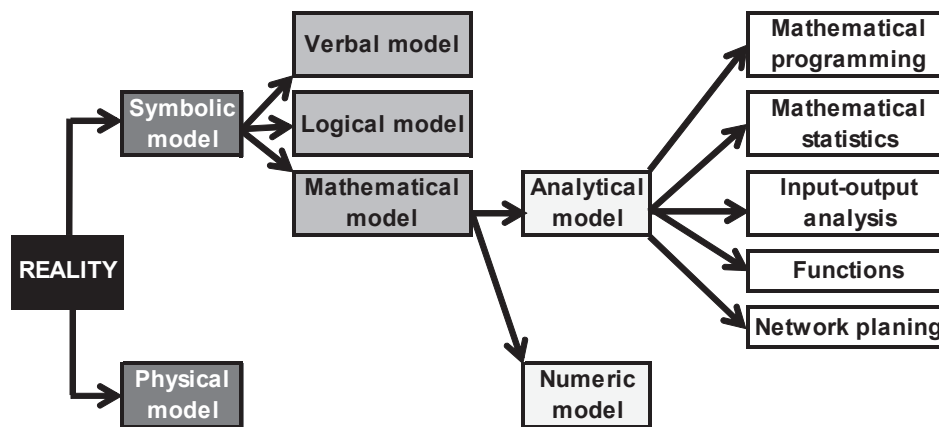 Verbal model
Symbolic
model
Logical model
Mathematical
model
REALITY
Physical
model
Analytical
model
Numeric
model
Mathematical
programming
Mathematical
statistics
Input-output
analysis
Functions
Network planing